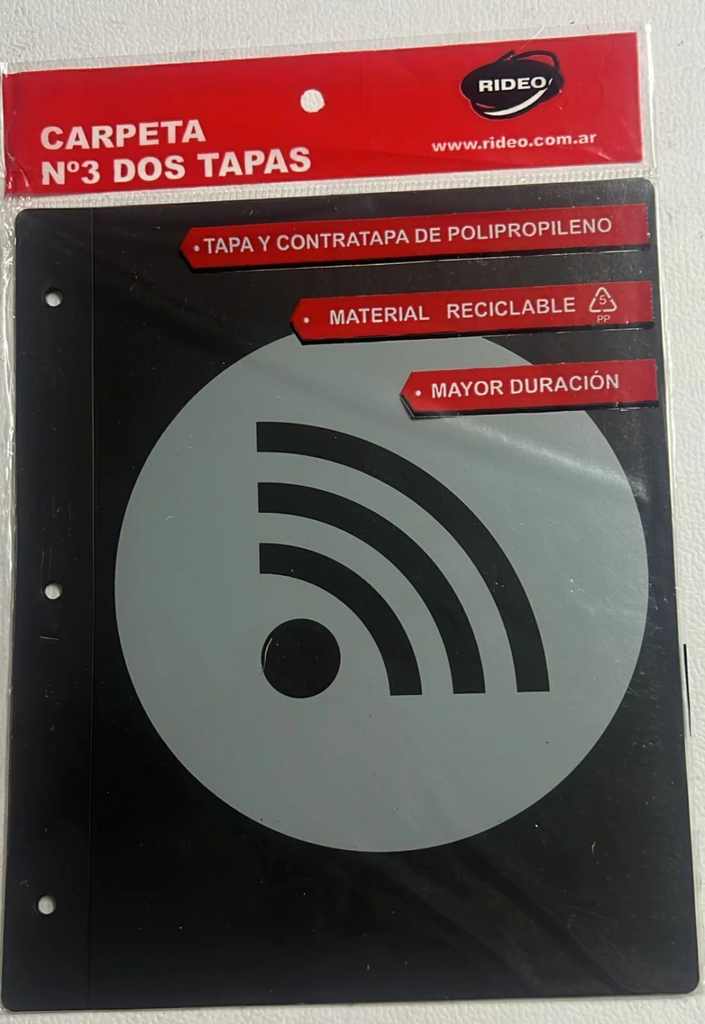 RIDEO
www.rideo.com.ar
CARPETA
Nº3 DOS TAPAS
• TAPA Y CONTRATAPA DE POLIPROPILENO
• MATERIAL RECICLABLE 5
PP
• MAYOR DURACIÓN